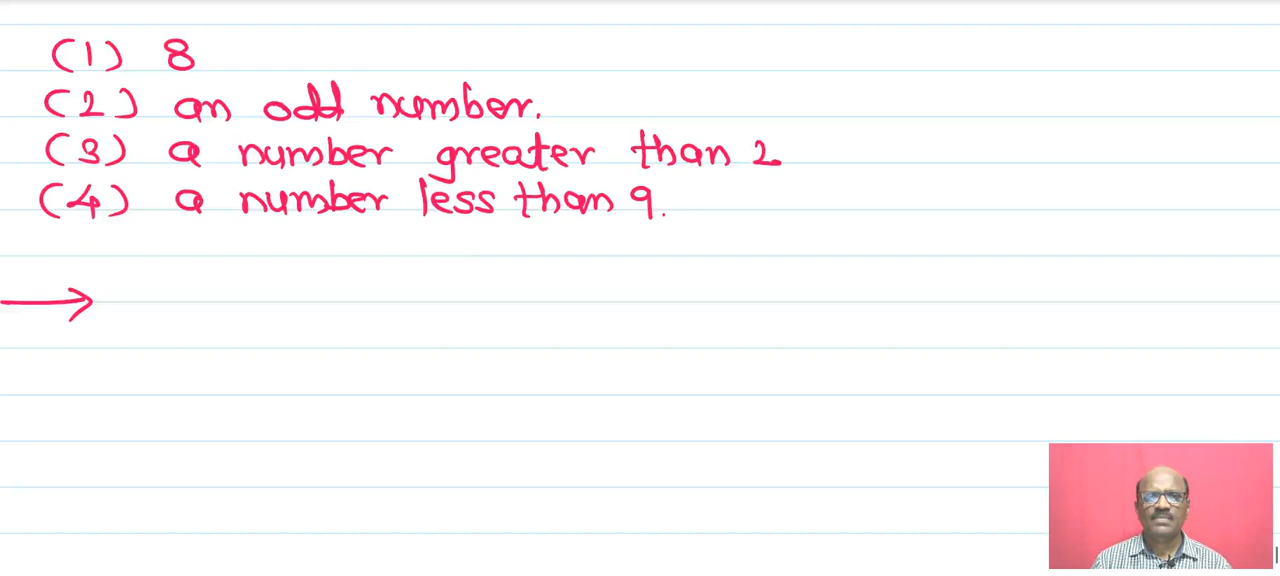 (1) 8
(2) an odd number.
(3) a number greater than 2
(4) a number less than 9.